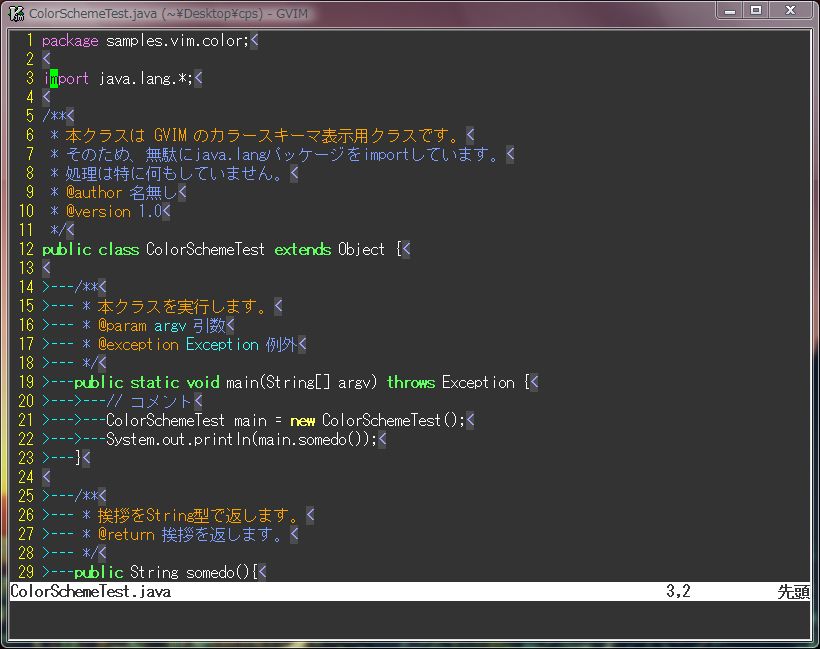 ColorSchemeTest.java (~¥Desktop¥cps) - GVIM
1 package samples.vim.color;<
2 <
3 import java.lang.*;<
4 <
5 /**<
6  * 本クラスは GVIM のカラースキーマ表示用クラスです。<
7  * そのため、無駄にjava.langパッケージをimportしています。<
8  * 処理は特に何もしていません。<
9  * @author 名無し<
10  * @version 1.0<
11  */<
12 public class ColorSchemeTest extends Object {<
13 <
14 >---/**<
15 >--- * 本クラスを実行します。<
16 >--- * @param argv 引数<
17 >--- * @exception Exception 例外<
18 >--- */<
19 >---public static void main(String[] argv) throws Exception {<
20 >--->---// コメント<
21 >--->---ColorSchemeTest main = new ColorSchemeTest();<
22 >--->---System.out.println(main.somedo());<
23 >---}<
24 <
25 >---/**<
26 >--- * 挨拶をString型で返します。<
27 >--- * @return 挨拶を返します。<
28 >--- */<
29 >---public String somedo(){<
ColorSchemeTest.java 3,2 先頭